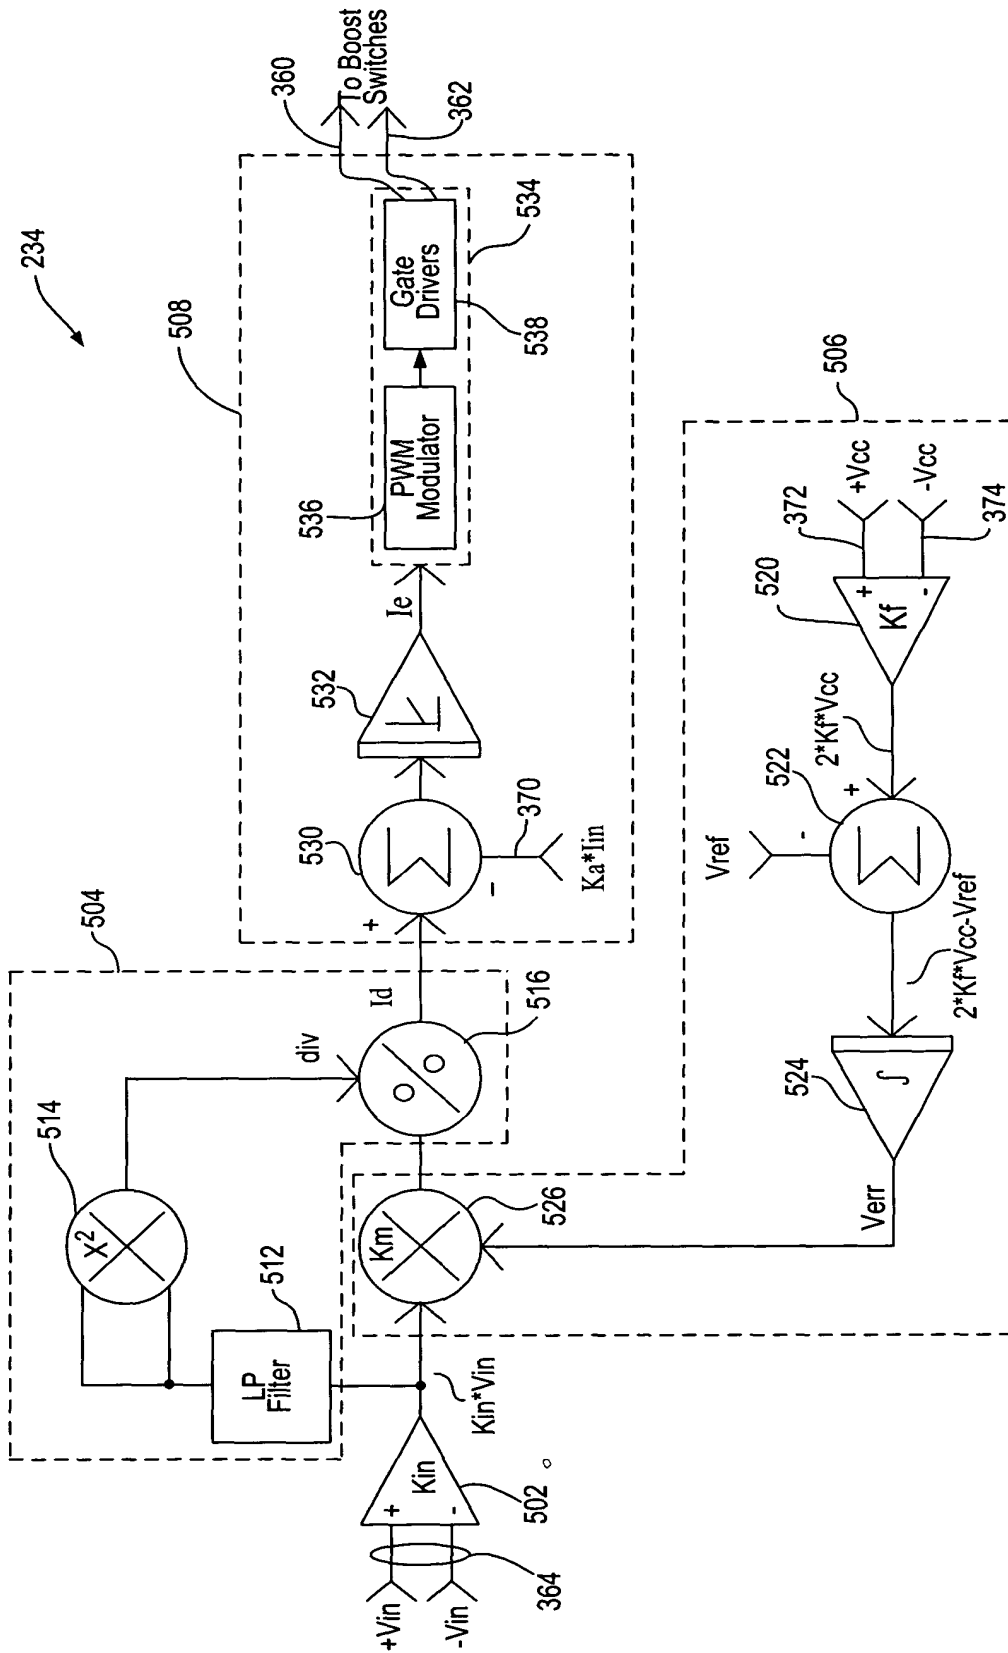 234
508
360
To Boost
Switches
362
504
514
X²
div
512
LP
Filter
516
Id
530
+
-
370
Ka*Iin
532
K
Ie
536
PWM
Modulator
Gate
Drivers
538
534
+Vin
-Vin
364
+
-
Kin
502
Kin*Vin
Km
526
Verr
524
∫
2*Kf*Vcc-Vref
Vref
-
522
+
2*Kf*Vcc
520
Kf
+
-
372
+Vcc
-Vcc
374
506